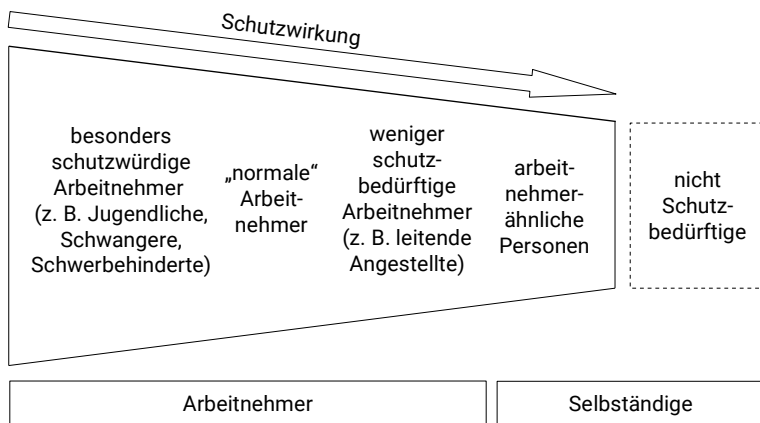 Schutzwirkung
besonders
schutzwürdige
Arbeitnehmer
(z. B. Jugendliche,
Schwangere,
Schwerbehinderte)
„normale“
Arbeit-
nehmer
weniger
schutz-
bedürftige
Arbeitnehmer
(z. B. leitende
Angestellte)
arbeit-
nehmer-
ähnliche
Personen
nicht
Schutz-
bedürftige
Arbeitnehmer
Selbständige